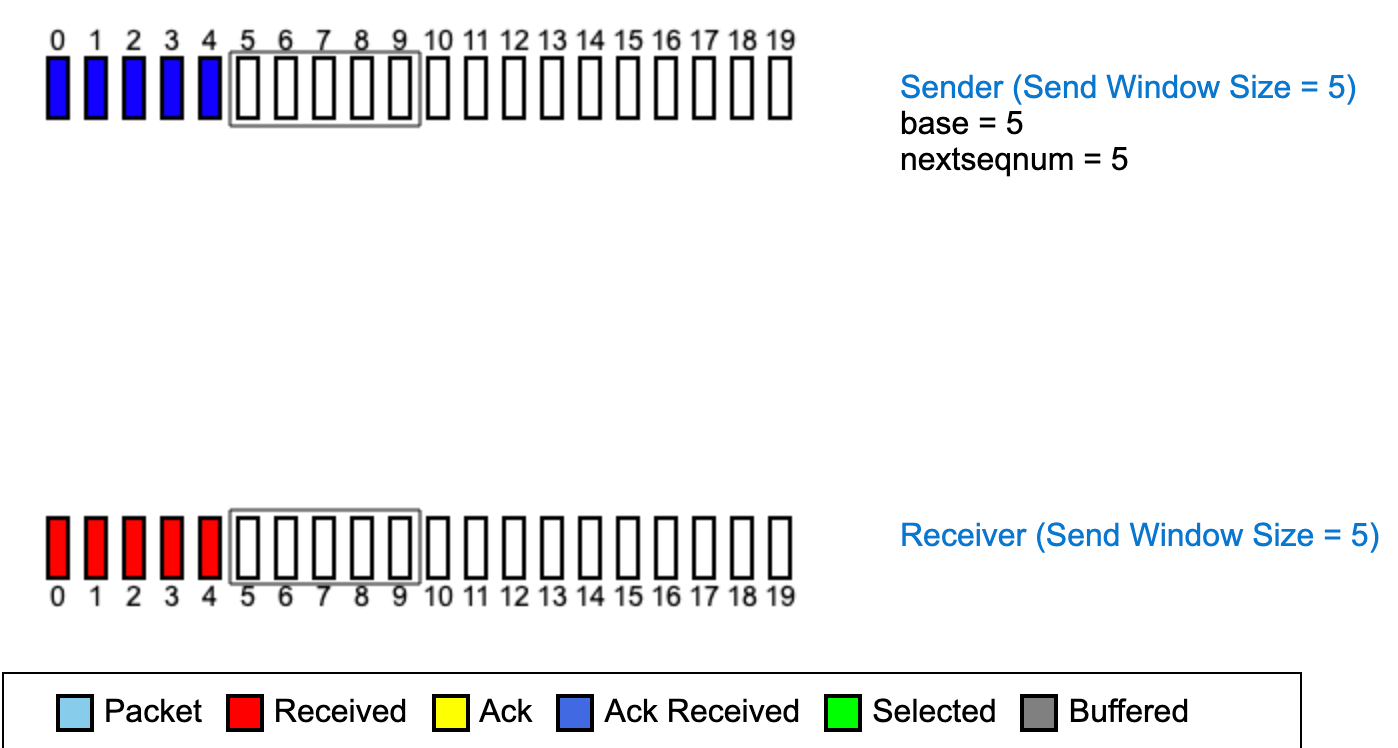 0 1 2 3 4 5 6 7 8 9 10 11 12 13 14 15 16 17 18 19
Sender (Send Window Size = 5)
base = 5
nextseqnum = 5
Receiver (Send Window Size = 5)
0 1 2 3 4 5 6 7 8 9 10 11 12 13 14 15 16 17 18 19
Packet Received Ack Ack Received Selected Buffered